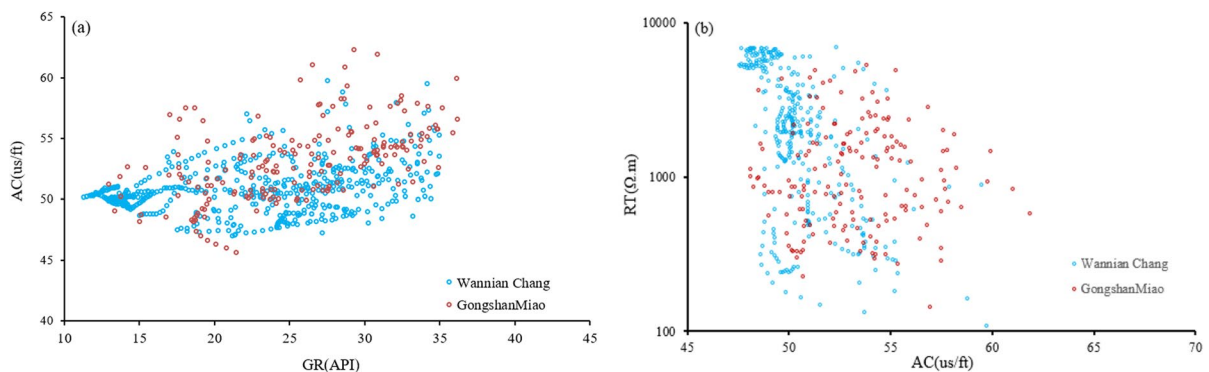 (a)
65
60
55
50
45
40
AC(us/ft)
10
15
20
25
30
35
45
45
GR(API)
Wannian Chang
GongshanMiao
(b)
10000
1000
100
RT(Ω.m)
45
50
55
60
65
70
AC(us/ft)
Wannian Chang
GongshanMiao